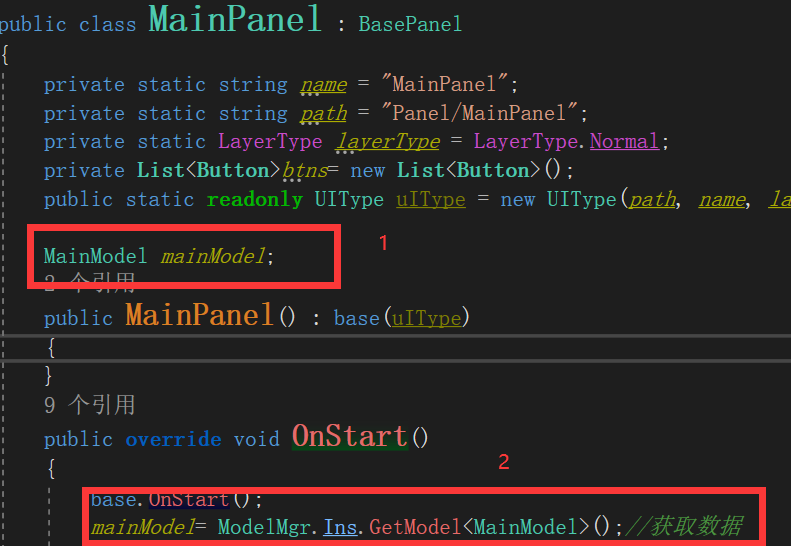 public class MainPanel : BasePanel
{
private static string name = "MainPanel";
private static string path = "Panel/MainPanel";
private static LayerType layerType = LayerType.Normal;
private List<Button>btns= new List<Button>();
public static readonly UIType uIType = new UIType(path, name, la
MainModel mainModel;
1
2 个引用
public MainPanel() : base(uIType)
{
}
9 个引用
public override void OnStart()
{
2
base.OnStart();
mainModel= ModelMgr.Ins.GetModel<MainModel>();//获取数据